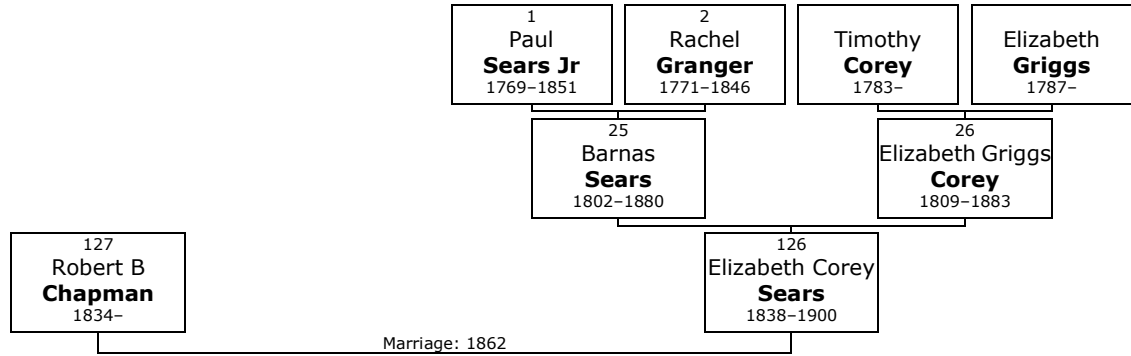 1
Paul
Sears Jr
1769–1851
2
Rachel
Granger
1771–1846
Timothy
Corey
1783–
Elizabeth
Griggs
1787–
25
Barnas
Sears
1802–1880
26
Elizabeth Griggs
Corey
1809–1883
127
Robert B
Chapman
1834–
126
Elizabeth Corey
Sears
1838–1900
Marriage: 1862